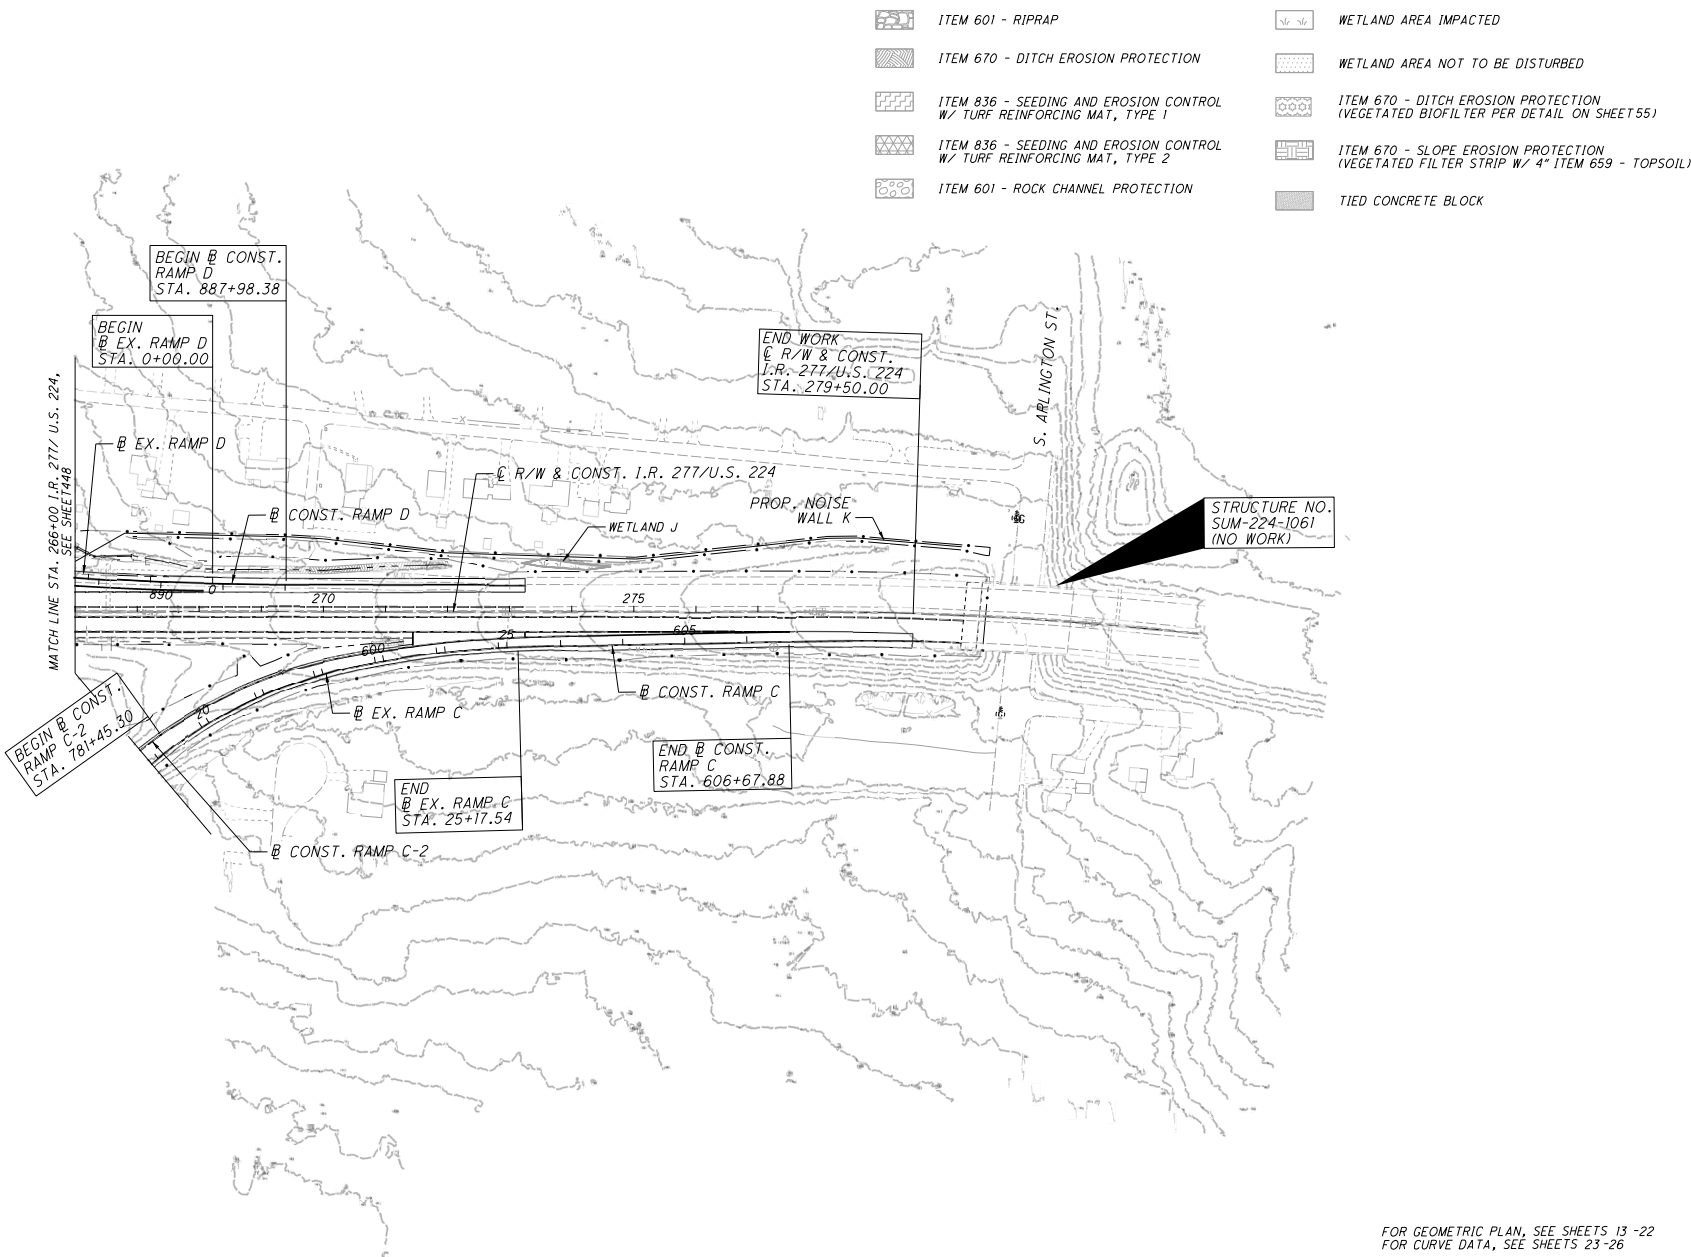 ITEM 601 - RIPRAP
ITEM 670 - DITCH EROSION PROTECTION
ITEM 836 - SEEDING AND EROSION CONTROL
W/ TURF REINFORCING MAT, TYPE 1
ITEM 836 - SEEDING AND EROSION CONTROL
W/ TURF REINFORCING MAT, TYPE 2
ITEM 601 - ROCK CHANNEL PROTECTION
WETLAND AREA IMPACTED
WETLAND AREA NOT TO BE DISTURBED
ITEM 670 - DITCH EROSION PROTECTION
(VEGETATED BIOFILTER PER DETAIL ON SHEET 55)
ITEM 670 - SLOPE EROSION PROTECTION
(VEGETATED FILTER STRIP W/ 4" ITEM 659 - TOPSOIL)
TIED CONCRETE BLOCK
BEGIN ⅊ CONST.
RAMP D
STA. 887+98.38
BEGIN
⅊ EX. RAMP D
STA. 0+00.00
END WORK
℄ R/W & CONST.
I.R. 277/U.S. 224
STA. 279+50.00
S. ARLINGTON ST.
MATCH LINE STA. 266+00 I.R. 277/ U.S. 224,
SEE SHEET 448
⅊ EX. RAMP D
℄ R/W & CONST. I.R. 277/U.S. 224
⅊ CONST. RAMP D
WETLAND J
PROP. NOISE
WALL K
STRUCTURE NO.
SUM-224-1061
(NO WORK)
890
0
270
275
600
25
605
20
⅊ CONST. RAMP C
⅊ EX. RAMP C
BEGIN ⅊ CONST.
RAMP C-2
STA. 781+45.30
END ⅊ CONST.
RAMP C
STA. 606+67.88
END
⅊ EX. RAMP C
STA. 25+17.54
⅊ CONST. RAMP C-2
FOR GEOMETRIC PLAN, SEE SHEETS 13 -22
FOR CURVE DATA, SEE SHEETS 23 -26